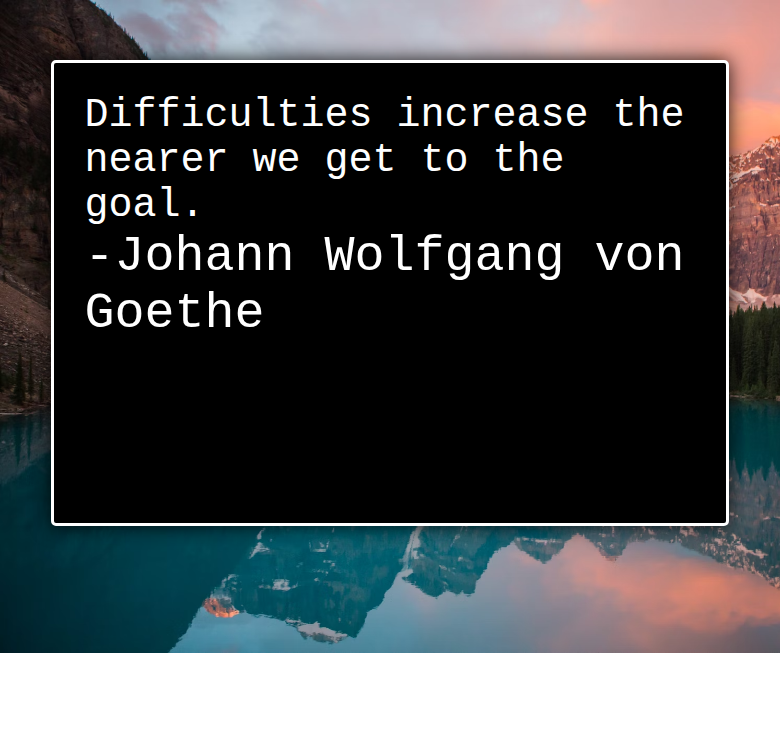 Difficulties increase the
nearer we get to the
goal.
-Johann Wolfgang von
Goethe